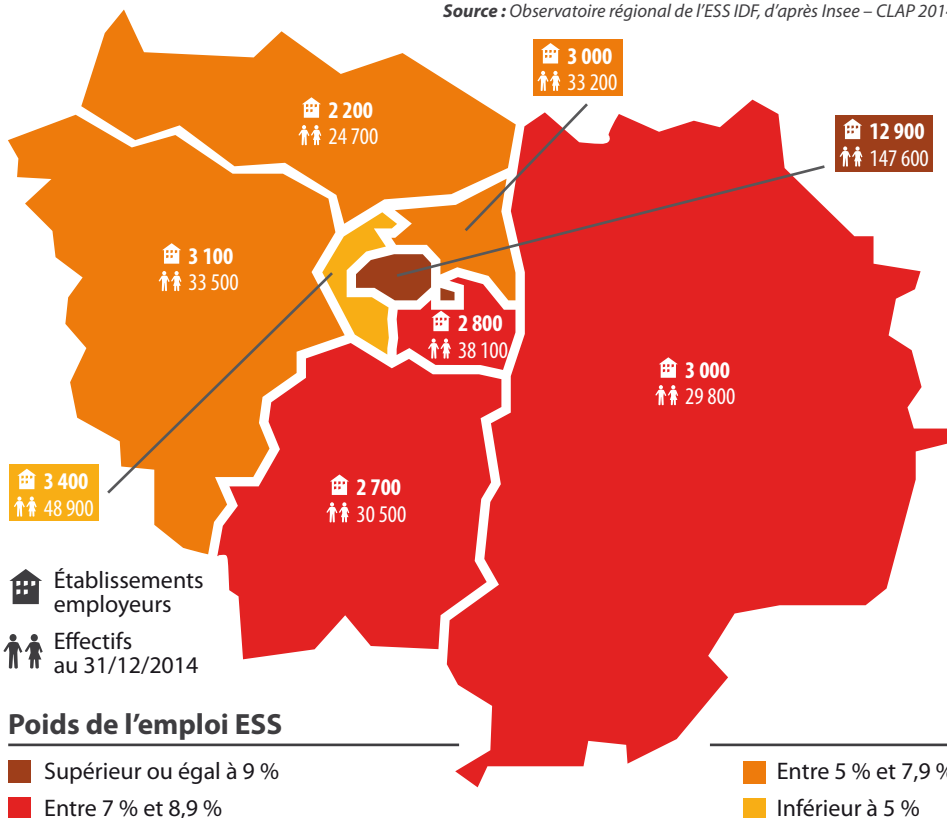 Source : Observatoire régional de l'ESS IDF, d'après Insee – CLAP 201
3 000
33 200
2 200
24 700
12 900
147 600
3 100
33 500
2 800
38 100
3 000
29 800
3 400
48 900
2 700
30 500
Établissements
employeurs
Effectifs
au 31/12/2014
Poids de l'emploi ESS
Supérieur ou égal à 9 %
Entre 7 % et 8,9 %
Entre 5 % et 7,9 %
Inférieur à 5 %